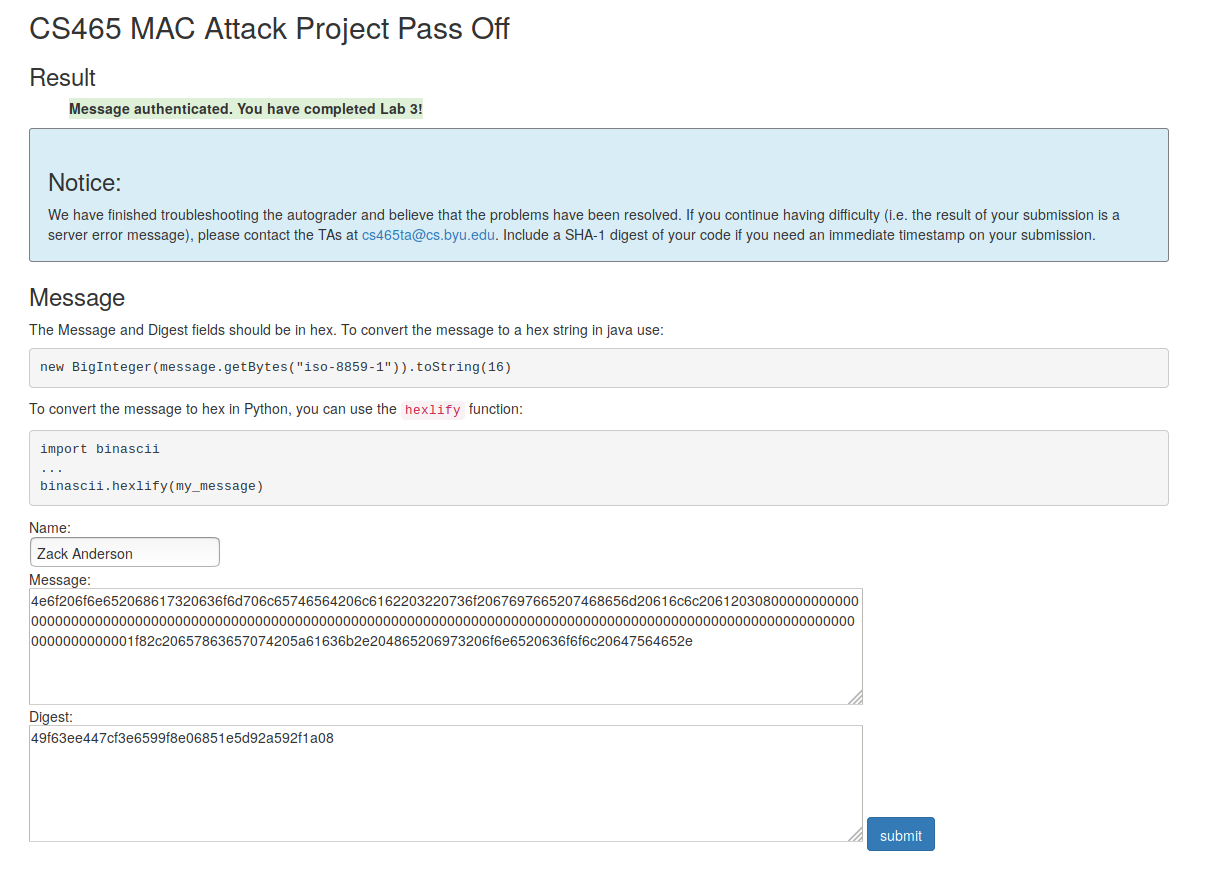 CS465 MAC Attack Project Pass Off
Result
Message authenticated. You have completed Lab 3!
Notice:
We have finished troubleshooting the autograder and believe that the problems have been resolved. If you continue having difficulty (i.e. the result of your submission is a
server error message), please contact the TAs at cs465ta@cs.byu.edu. Include a SHA-1 digest of your code if you need an immediate timestamp on your submission.
Message
The Message and Digest fields should be in hex. To convert the message to a hex string in java use:
new BigInteger(message.getBytes("iso-8859-1")).toString(16)
To convert the message to hex in Python, you can use the hexlify function:
import binascii
...
binascii.hexlify(my_message)
Name:
Zack Anderson
Message:
4e6f206f6e652068617320636f6d706c65746564206c6162203220736f2067697665207468656d20616c6c2061203080000000000​0
0000000000000000000000000000000000000000000000000000000000000000000000000000000000000000000000000000000
0000000000001f82c20657863657074205a61636b2e204865206973206f6e6520636f6f6c20647564652e
Digest:
49f63ee447cf3e6599f8e06851e5d92a592f1a08
submit